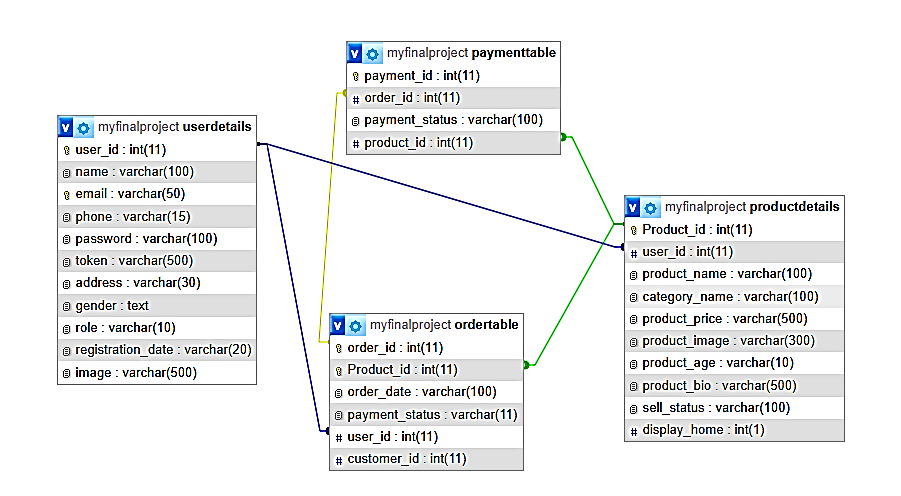 myfinalproject paymenttable
payment_id : int(11)
# order_id : int(11)
payment_status : varchar(100)
# product_id : int(11)
myfinalproject userdetails
user_id : int(11)
name : varchar(100)
email : varchar(50)
phone : varchar(15)
password : varchar(100)
token : varchar(500)
address : varchar(30)
gender : text
role : varchar(10)
registration_date : varchar(20)
image : varchar(500)
myfinalproject ordertable
order_id : int(11)
Product_id : int(11)
order_date : varchar(100)
payment_status : varchar(11)
# user_id : int(11)
# customer_id : int(11)
myfinalproject productdetails
Product_id : int(11)
# user_id : int(11)
product_name : varchar(100)
category_name : varchar(100)
product_price : varchar(500)
product_image : varchar(300)
product_age : varchar(10)
product_bio : varchar(500)
sell_status : varchar(100)
# display_home : int(1)